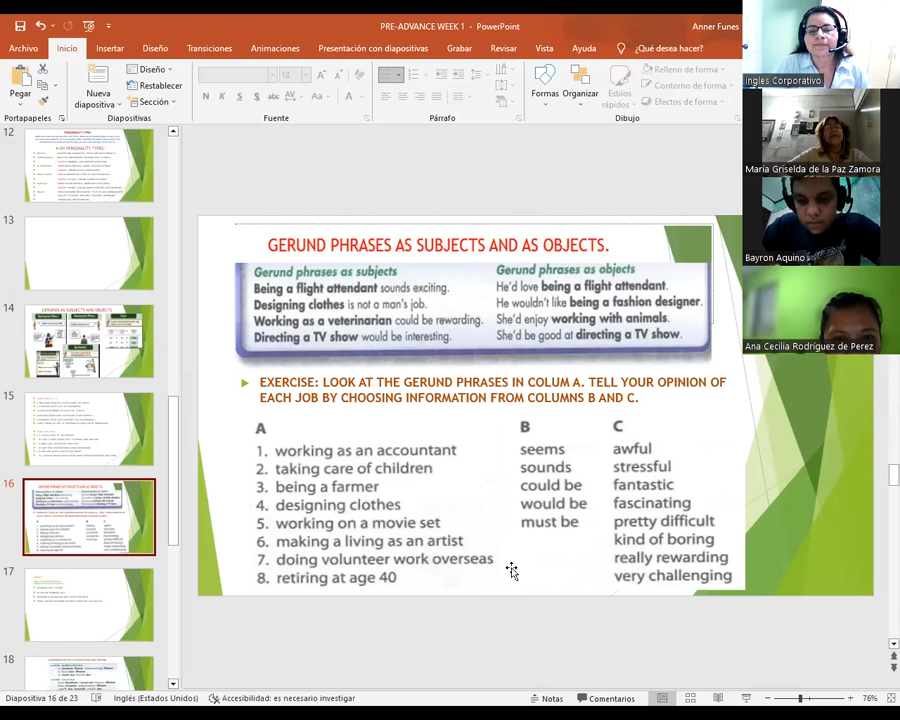 PRE-ADVANCE WEEK 1 - PowerPoint
Anner Funes
Archivo Inicio Insertar Diseño Transiciones Animaciones Presentación con diapositivas Grabar Revisar Vista Ayuda ¿Qué desea hacer?
Pegar
Nueva diapositiva
Diseño
Restablecer
Sección
18
N K S S abc AV Aa A
Formas
Organizar
Estilos rápidos
Relleno de forma
Contorno de forma
Efectos de forma
Portapapeles Diapositivas Fuente Párrafo Dibujo
Ingles Corporativo
María Griselda de la Paz Zamora
Bayron Aquino
Ana Cecilia Rodríguez de Perez
12
13
14
15
16
17
18
GERUND PHRASES AS SUBJECTS AND AS OBJECTS.
Gerund phrases as subjects
Being a flight attendant sounds exciting.
Designing clothes is not a man's job.
Working as a veterinarian could be rewarding.
Directing a TV show would be interesting.
Gerund phrases as objects
He'd love being a flight attendant.
He wouldn't like being a fashion designer.
She'd enjoy working with animals.
She'd be good at directing a TV show.
EXERCISE: LOOK AT THE GERUND PHRASES IN COLUM A. TELL YOUR OPINION OF
EACH JOB BY CHOOSING INFORMATION FROM COLUMNS B AND C.
A
1. working as an accountant
2. taking care of children
3. being a farmer
4. designing clothes
5. working on a movie set
6. making a living as an artist
7. doing volunteer work overseas
8. retiring at age 40
B
seems
sounds
could be
would be
must be
C
awful
stressful
fantastic
fascinating
pretty difficult
kind of boring
really rewarding
very challenging
Diapositiva 16 de 23 Inglés (Estados Unidos) Accesibilidad: es necesario investigar Notas Comentarios 76%